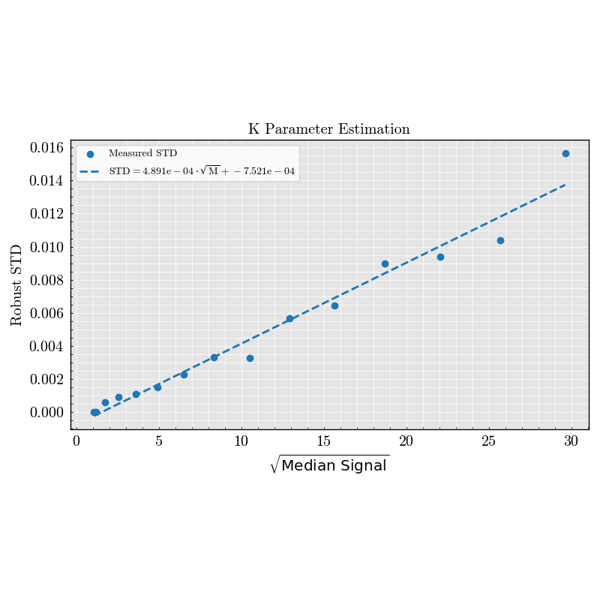 K Parameter Estimation
Measured STD
STD = 4.891e − 04 · √M + − 7.521e − 04
Robust STD
0.016
0.014
0.012
0.010
0.008
0.006
0.004
0.002
0.000
0 5 10 15 20 25 30
√Median Signal